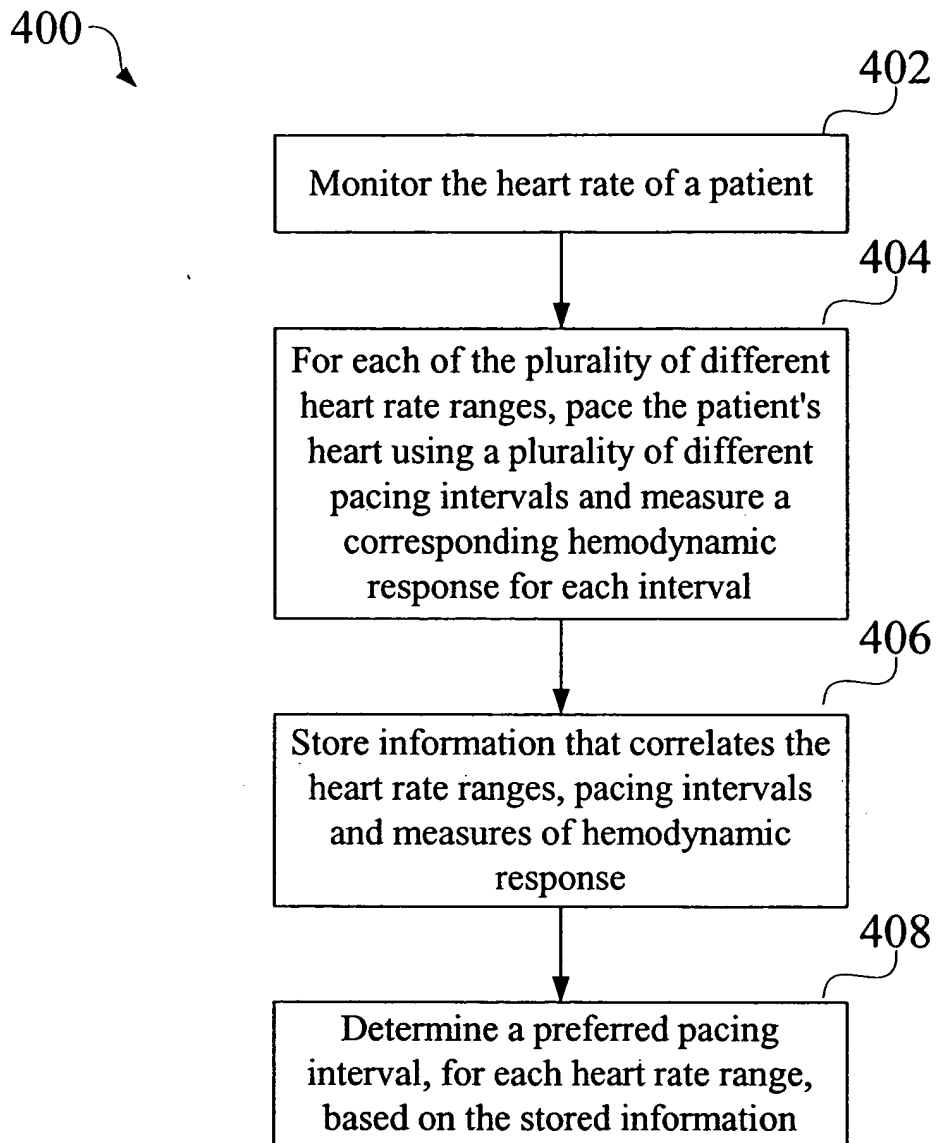 400
402
Monitor the heart rate of a patient
404
For each of the plurality of different
heart rate ranges, pace the patient's
heart using a plurality of different
pacing intervals and measure a
corresponding hemodynamic
response for each interval
406
Store information that correlates the
heart rate ranges, pacing intervals
and measures of hemodynamic
response
408
Determine a preferred pacing
interval, for each heart rate range,
based on the stored information